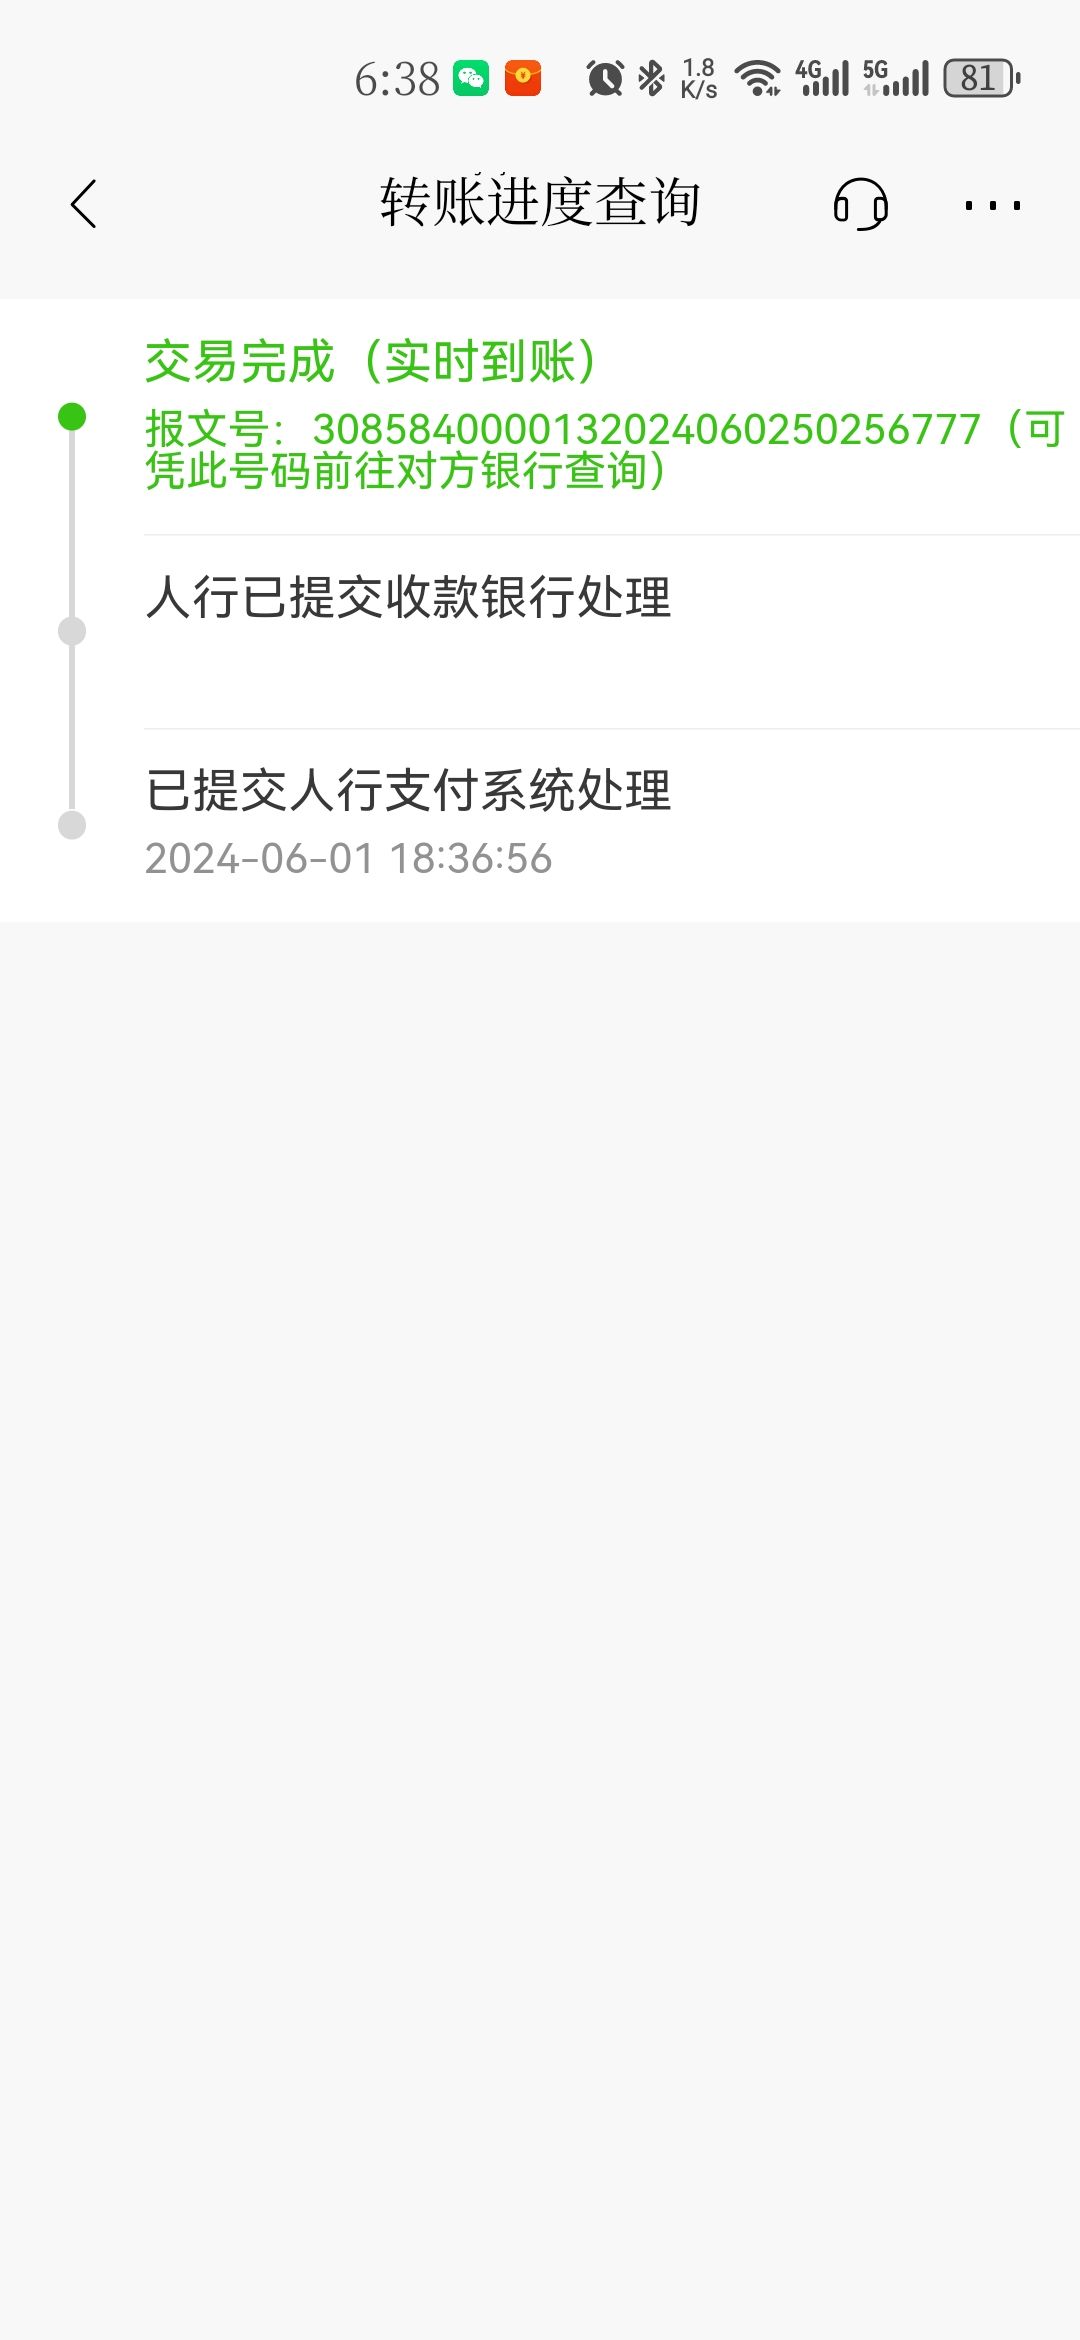 6:38 1.8 K/s 4G 5G 81
转账进度查询
交易完成（实时到账）
报文号：3085840000132024060250256777（可
凭此号码前往对方银行查询）
人行已提交收款银行处理
已提交人行支付系统处理
2024-06-01 18:36:56